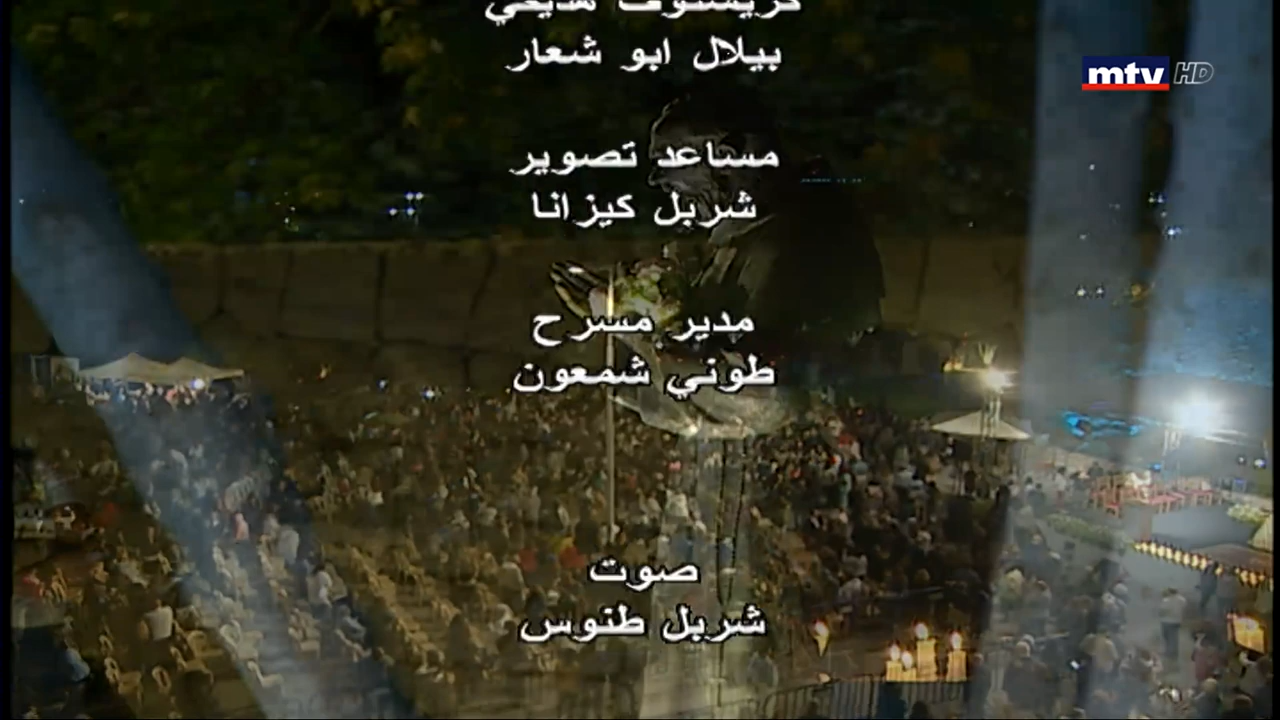 بيلال ابو شعار
mtv HD
مساعد تصوير
شربل كيزانا
مدير مسرح
طوني شمعون
صوت
شربل طنوس